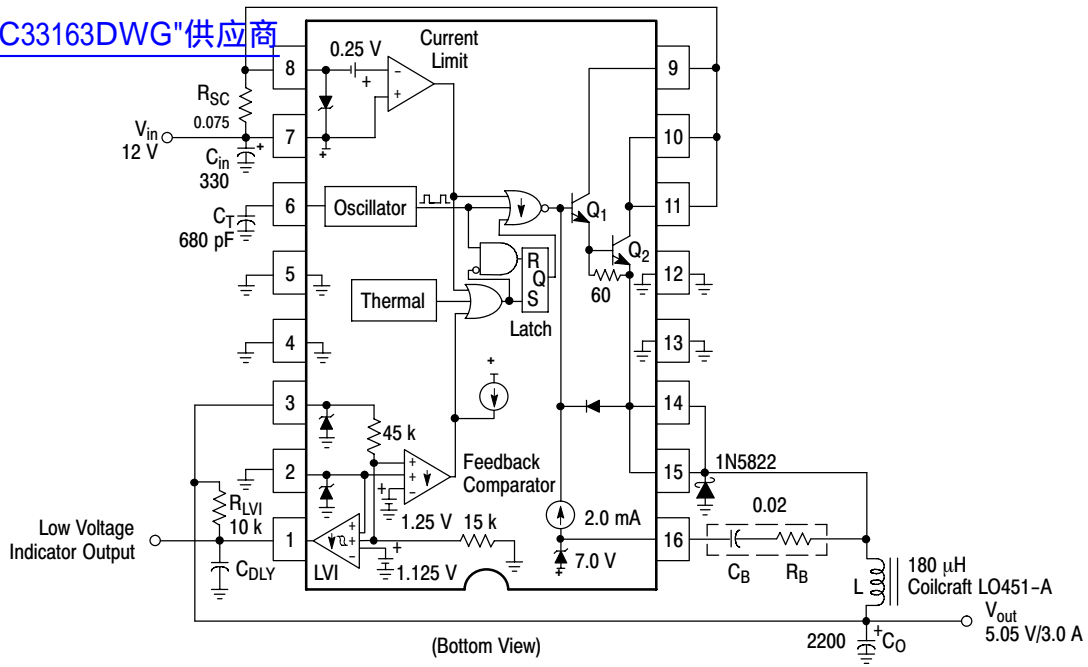 C33163DWG"供应商
Current
Limit
0.25 V
8
9
RSC
0.075
Vin
12 V
7
10
Cin
330
+
+
-
+
+
6
Oscillator
Q1
11
CT
680 pF
Q2
5
R
Q
S
60
12
Thermal
Latch
4
13
+
3
14
45 k
1N5822
2
+
+
-
+
Feedback
Comparator
15
RLVI
10 k
0.02
Low Voltage
Indicator Output
1
1.25 V
15 k
2.0 mA
16
+
+
-
+
CDLY
LVI
1.125 V
7.0 V
+
CB
RB
180 μH
Coilcraft LO451-A
L
Vout
5.05 V/3.0 A
(Bottom View)
2200
+
CO